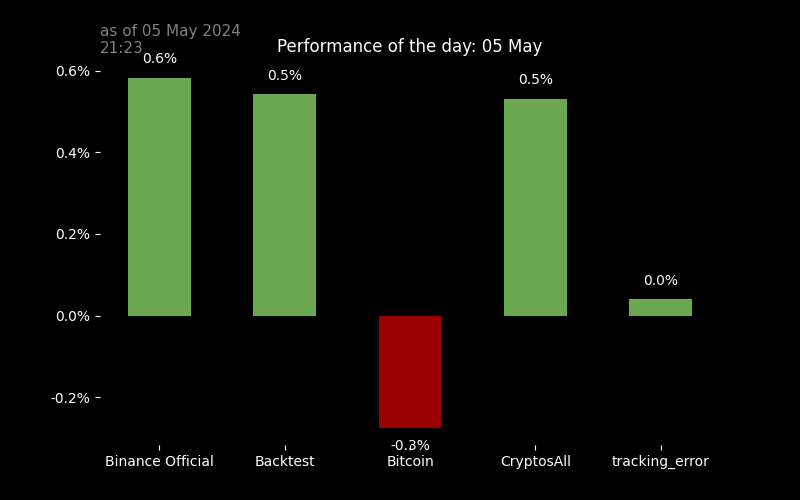 as of 05 May 2024
21:23
Performance of the day: 05 May
0.6%
0.4%
0.2%
0.0%
-0.2%
0.6%
0.5%
-0.3%
0.5%
0.0%
Binance Official
Backtest
Bitcoin
CryptosAll
tracking_error